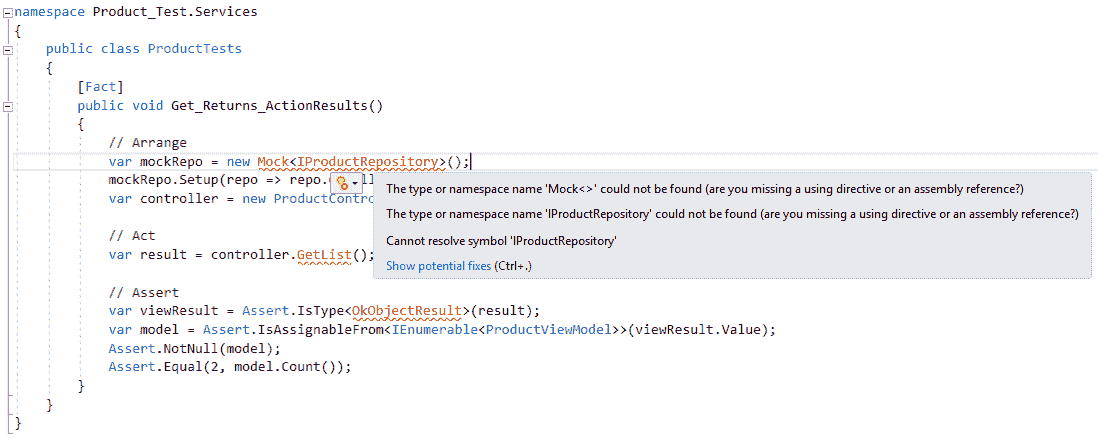 namespace Product_Test.Services
{
public class ProductTests
{
[Fact]
public void Get_Returns_ActionResults()
{
// Arrange
var mockRepo = new Mock<IProductRepository>();
mockRepo.Setup(repo => repo.
var controller = new ProductContr
The type or namespace name 'Mock<>' could not be found (are you missing a using directive or an assembly reference?)
The type or namespace name 'IProductRepository' could not be found (are you missing a using directive or an assembly reference?)
Cannot resolve symbol 'IProductRepository'
Show potential fixes (Ctrl+.)
// Act
var result = controller.GetList();
// Assert
var viewResult = Assert.IsType<OkObjectResult>(result);
var model = Assert.IsAssignableFrom<IEnumerable<ProductViewModel>>(viewResult.Value);
Assert.NotNull(model);
Assert.Equal(2, model.Count());
}
}
}